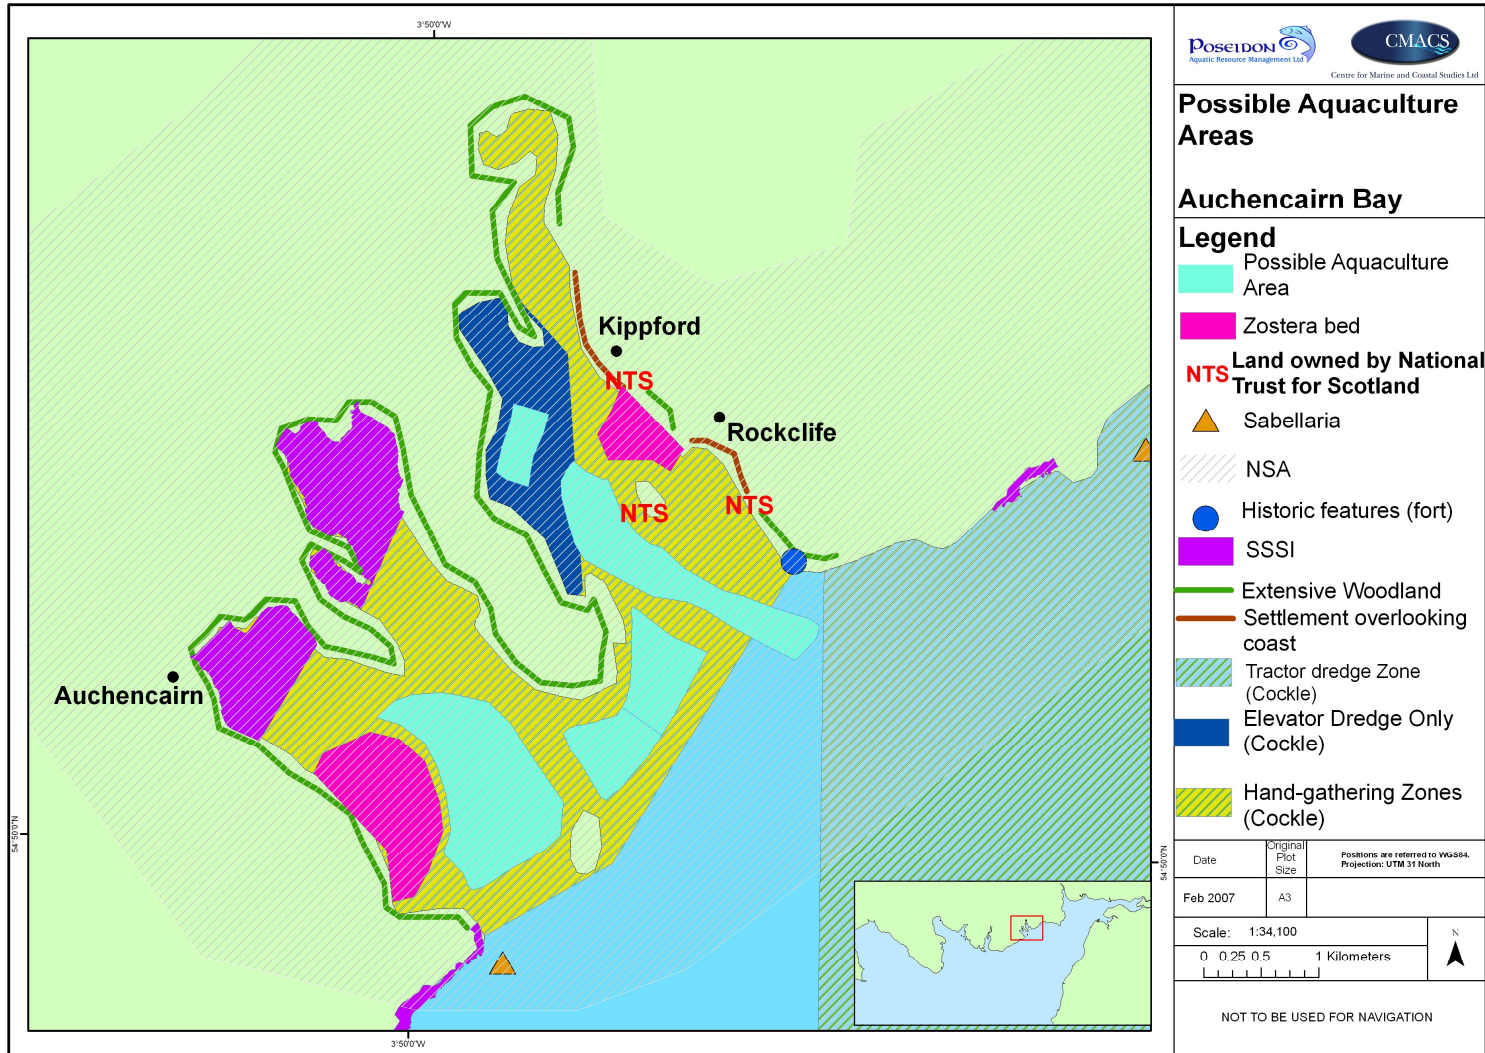 3°50'0"W
POSEIDON
Aquatic Resource Management Ltd
CMACS
Centre for Marine and Coastal Studies Ltd
Possible Aquaculture
Areas
Auchencairn Bay
Legend
Possible Aquaculture
Area
Zostera bed
NTS
Land owned by National
Trust for Scotland
Sabellaria
NSA
Historic features (fort)
SSSI
Extensive Woodland
Settlement overlooking
coast
Tractor dredge Zone
(Cockle)
Elevator Dredge Only
(Cockle)
Hand-gathering Zones
(Cockle)
Kippford
NTS
Rockclife
NTS
NTS
Auchencairn
54°50'0"N
54°50'0"N
3°50'0"W
Date
Original
Plot
Size
Positions are referred to WGS84.
Projection: UTM 31 North
Feb 2007
A3
Scale: 1:34,100
0 0.25 0.5 1 Kilometers
N
NOT TO BE USED FOR NAVIGATION